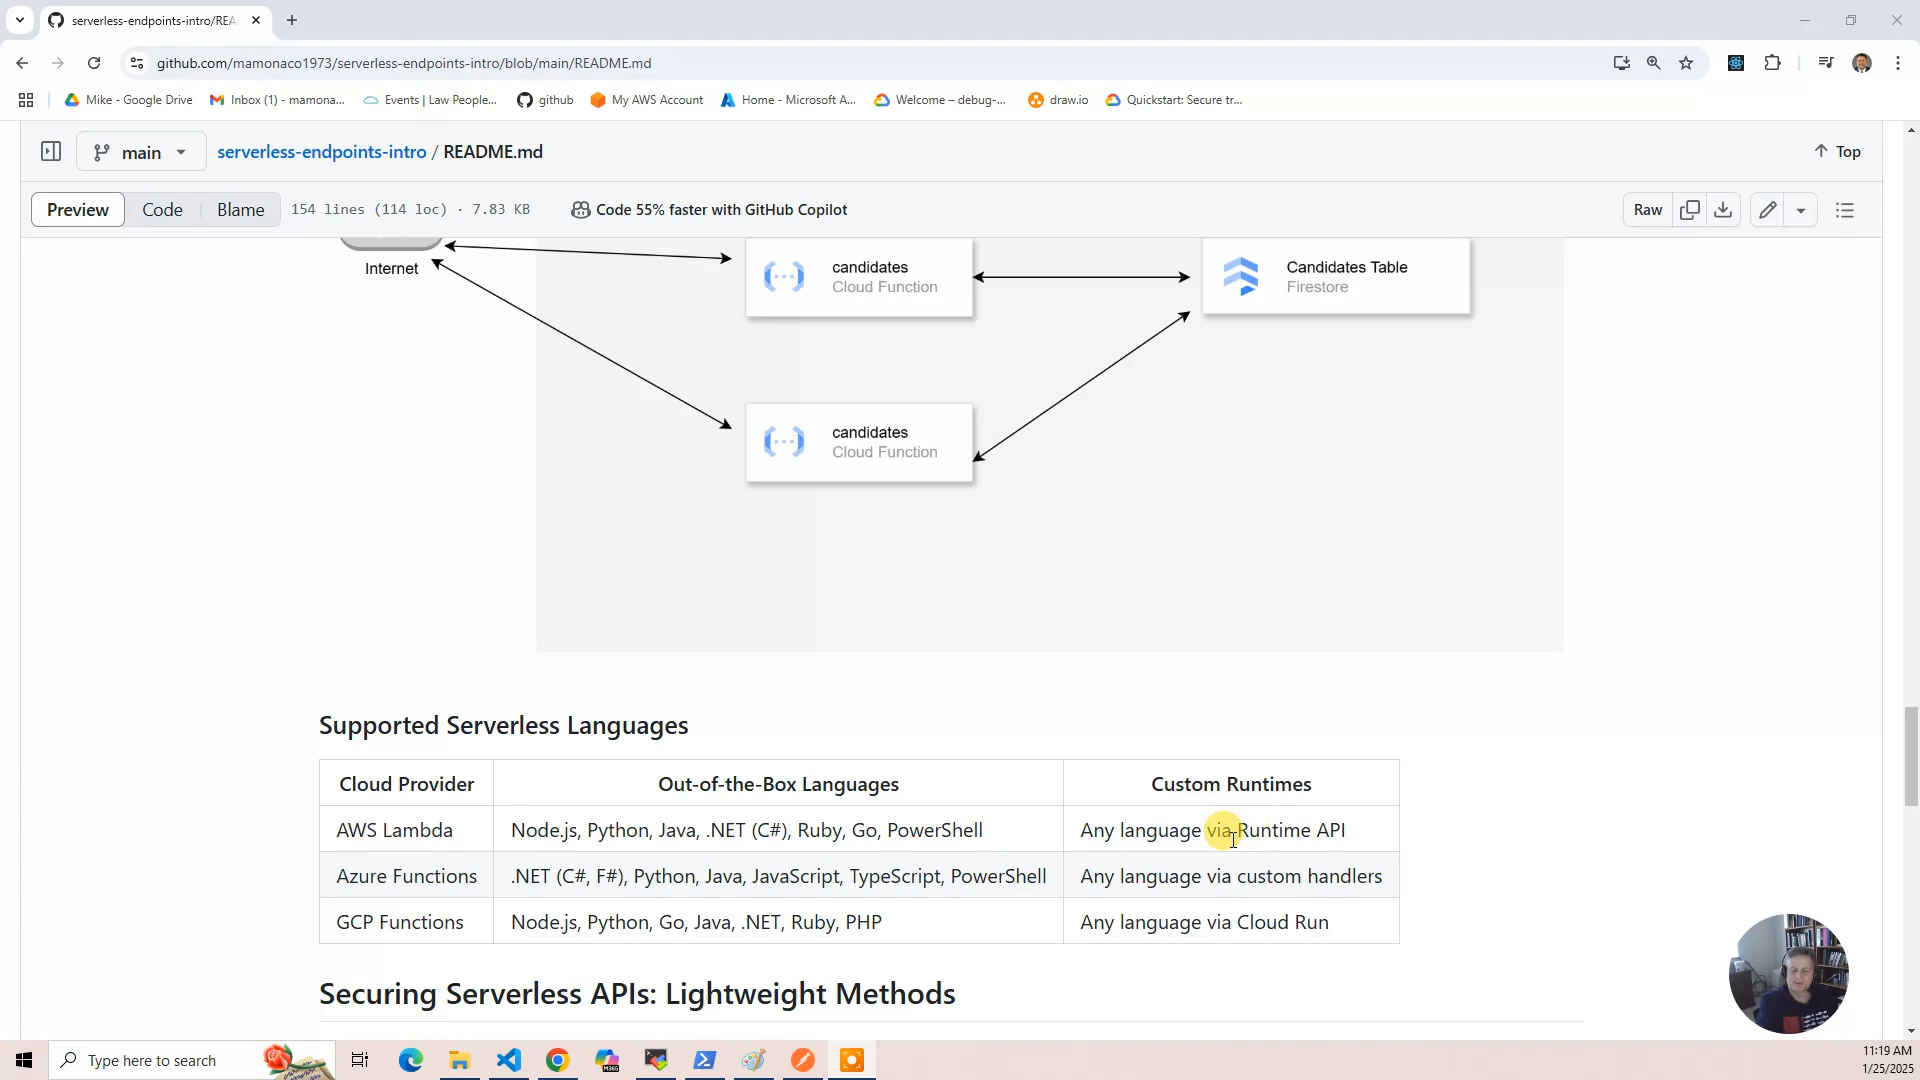 serverless-endpoints-intro/REA
github.com/mamonaco1973/serverless-endpoints-intro/blob/main/README.md
Mike - Google Drive
Inbox (1) - mamona...
Events | Law People...
github
My AWS Account
Home - Microsoft A...
Welcome – debug-...
draw.io
Quickstart: Secure tr...
main
serverless-endpoints-intro / README.md
Top
Preview
Code
Blame
154 lines (114 loc) · 7.83 KB
Code 55% faster with GitHub Copilot
Raw
Internet
candidates
Cloud Function
Candidates Table
Firestore
candidates
Cloud Function
Supported Serverless Languages
Cloud Provider Out-of-the-Box Languages Custom Runtimes
AWS Lambda Node.js, Python, Java, .NET (C#), Ruby, Go, PowerShell Any language via Runtime API
Azure Functions .NET (C#, F#), Python, Java, JavaScript, TypeScript, PowerShell Any language via custom handlers
GCP Functions Node.js, Python, Go, Java, .NET, Ruby, PHP Any language via Cloud Run
Securing Serverless APIs: Lightweight Methods
Type here to search
11:19 AM
1/25/2025